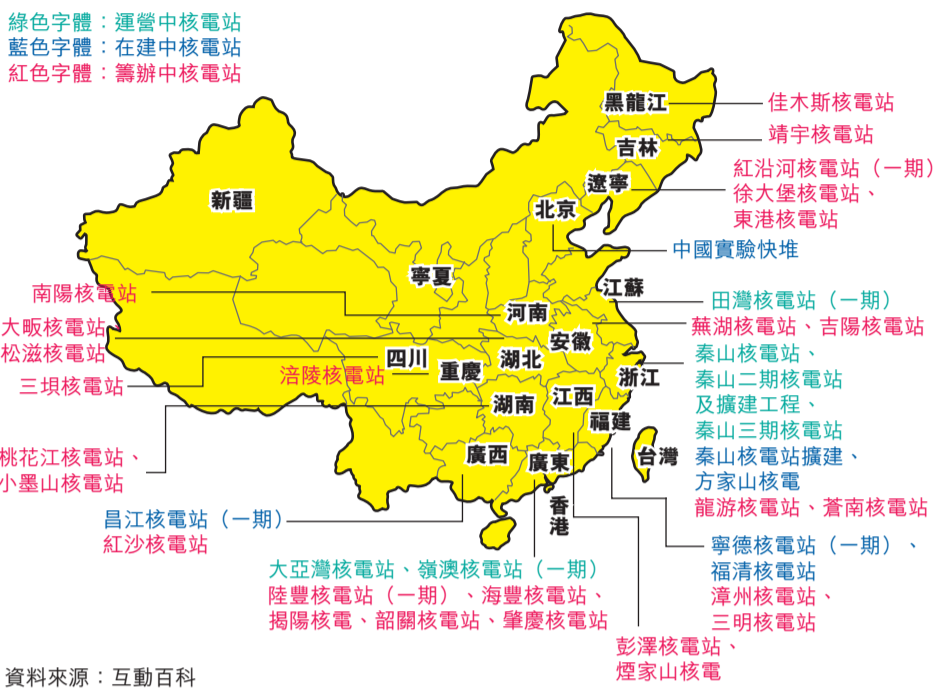 綠色字體：運營中核電站
藍色字體：在建中核電站
紅色字體：籌辦中核電站
黑龍江
佳木斯核電站
吉林
靖宇核電站
遼寧
紅沿河核電站（一期）
徐大堡核電站、
東港核電站
新疆
北京
中國實驗快堆
寧夏
江蘇
田灣核電站（一期）
南陽核電站
河南
大畈核電站
松滋核電站
安徽
蕪湖核電站、吉陽核電站
三垻核電站
四川
涪陵核電站
重慶
湖北
浙江
秦山核電站、
秦山二期核電站
及擴建工程、
秦山三期核電站
秦山核電站擴建、
方家山核電
龍游核電站、蒼南核電站
湖南
江西
福建
台灣
桃花江核電站、
小墨山核電站
廣西
廣東
香港
昌江核電站（一期）
紅沙核電站
大亞灣核電站、嶺澳核電站（一期）
陸豐核電站（一期）、海豐核電站、
揭陽核電、韶關核電站、肇慶核電站
寧德核電站（一期）、
福清核電站
漳州核電站、
三明核電站
彭澤核電站、
煙家山核電
資料來源：互動百科